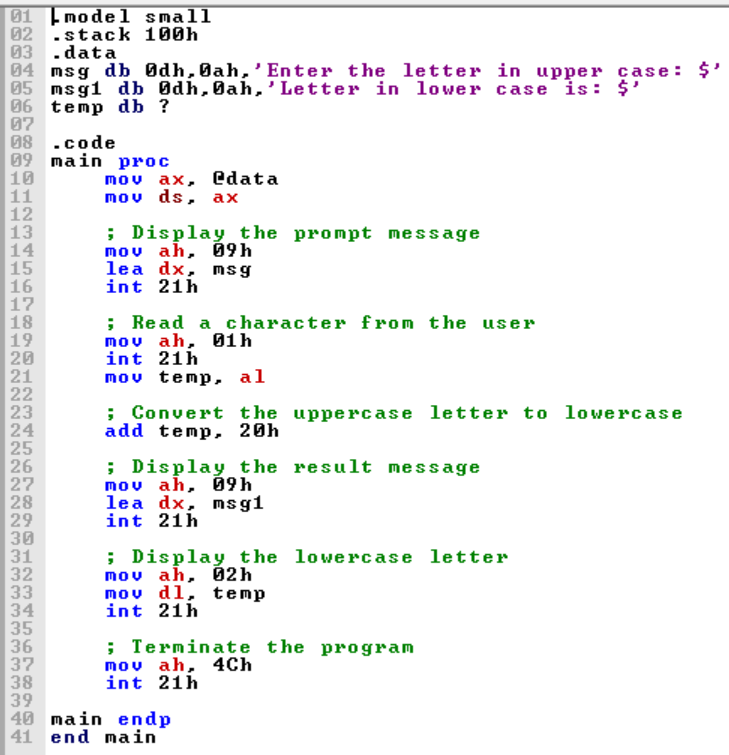 01 .model small
02 .stack 100h
03 .data
04 msg db 0dh,0ah,'Enter the letter in upper case: $'
05 msg1 db 0dh,0ah,'Letter in lower case is: $'
06 temp db ?
07
08 .code
09 main proc
10 mov ax, @data
11 mov ds, ax
12
13 ; Display the prompt message
14 mov ah, 09h
15 lea dx, msg
16 int 21h
17
18 ; Read a character from the user
19 mov ah, 01h
20 int 21h
21 mov temp, al
22
23 ; Convert the uppercase letter to lowercase
24 add temp, 20h
25
26 ; Display the result message
27 mov ah, 09h
28 lea dx, msg1
29 int 21h
30
31 ; Display the lowercase letter
32 mov ah, 02h
33 mov dl, temp
34 int 21h
35
36 ; Terminate the program
37 mov ah, 4Ch
38 int 21h
39
40 main endp
41 end main